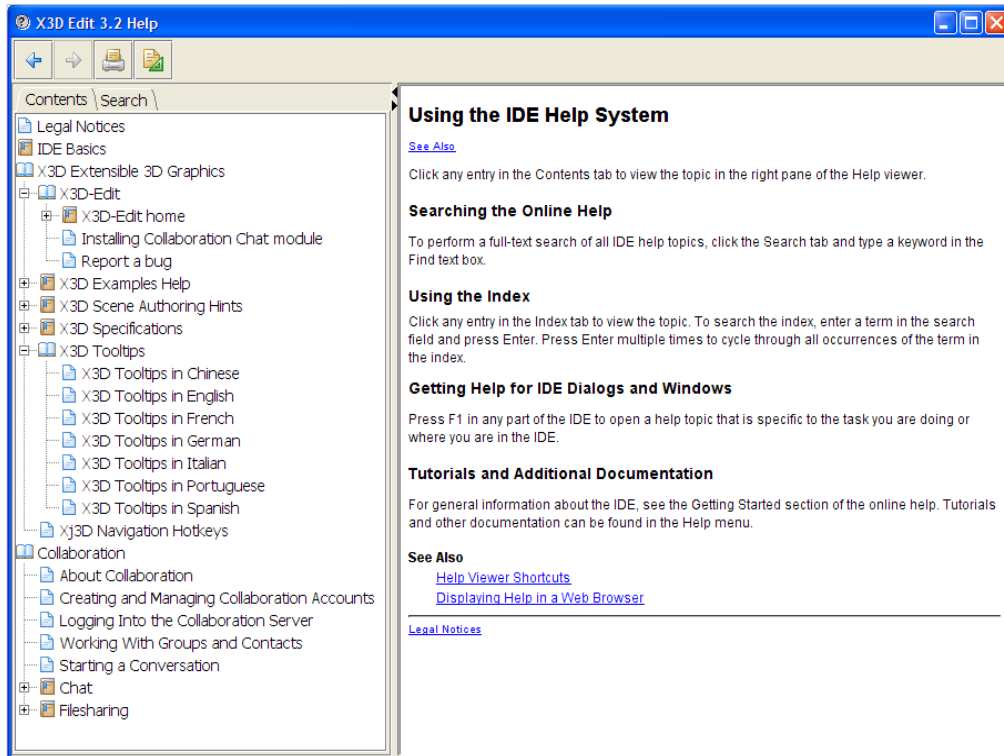 X3D Edit 3.2 Help
Contents
Search
Legal Notices
IDE Basics
X3D Extensible 3D Graphics
X3D-Edit
X3D-Edit home
Installing Collaboration Chat module
Report a bug
X3D Examples Help
X3D Scene Authoring Hints
X3D Specifications
X3D Tooltips
X3D Tooltips in Chinese
X3D Tooltips in English
X3D Tooltips in French
X3D Tooltips in German
X3D Tooltips in Italian
X3D Tooltips in Portuguese
X3D Tooltips in Spanish
Xj3D Navigation Hotkeys
Collaboration
About Collaboration
Creating and Managing Collaboration Accounts
Logging Into the Collaboration Server
Working With Groups and Contacts
Starting a Conversation
Chat
Filesharing
Using the IDE Help System
See Also
Click any entry in the Contents tab to view the topic in the right pane of the Help viewer.
Searching the Online Help
To perform a full-text search of all IDE help topics, click the Search tab and type a keyword in the
Find text box.
Using the Index
Click any entry in the Index tab to view the topic. To search the index, enter a term in the search
field and press Enter. Press Enter multiple times to cycle through all occurrences of the term in
the index.
Getting Help for IDE Dialogs and Windows
Press F1 in any part of the IDE to open a help topic that is specific to the task you are doing or
where you are in the IDE.
Tutorials and Additional Documentation
For general information about the IDE, see the Getting Started section of the online help. Tutorials
and other documentation can be found in the Help menu.
See Also
Help Viewer Shortcuts
Displaying Help in a Web Browser
Legal Notices